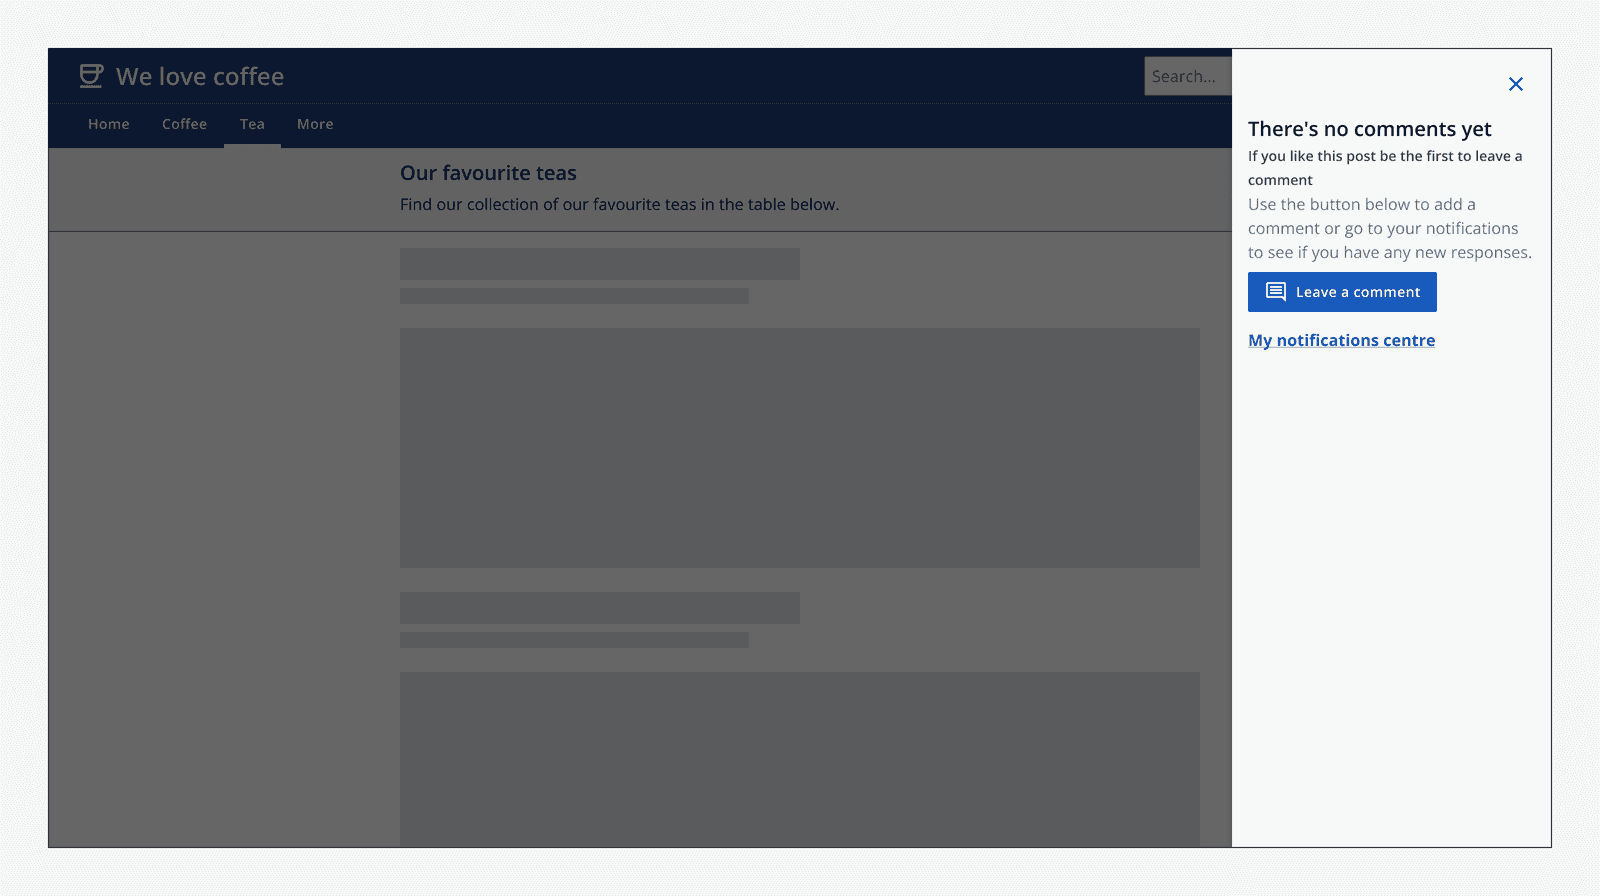 We love coffee
Search...
Home Coffee Tea More
Our favourite teas
Find our collection of our favourite teas in the table below.
There's no comments yet
If you like this post be the first to leave a
comment
Use the button below to add a
comment or go to your notifications
to see if you have any new responses.
Leave a comment
My notifications centre